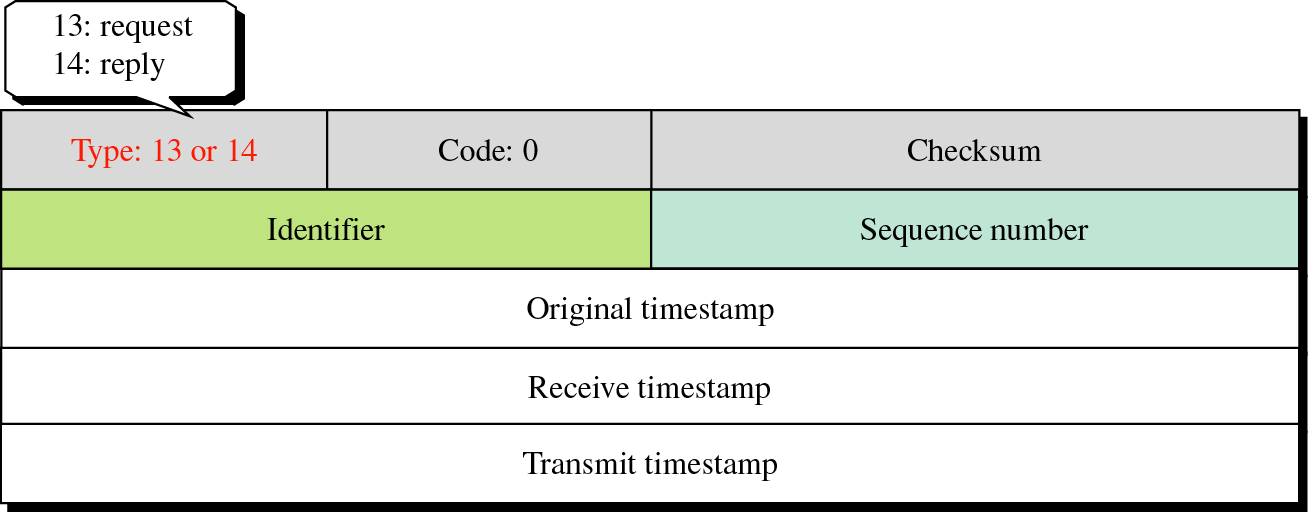 13: request
14: reply
Type: 13 or 14
Code: 0
Checksum
Identifier
Sequence number
Original timestamp
Receive timestamp
Transmit timestamp